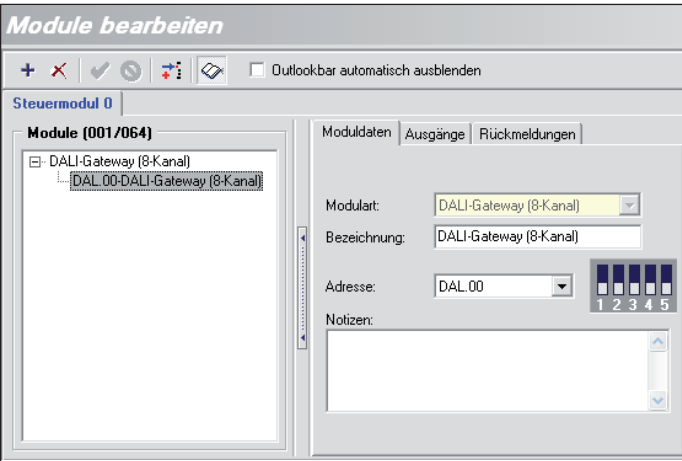 Module bearbeiten
Outlookbar automatisch ausblenden
Steuermodul 0
Module (001/064)
DALI-Gateway (8-Kanal)
DAL.00-DALI-Gateway (8-Kanal)
Moduldaten Ausgänge Rückmeldungen
Modulart: DALI-Gateway (8-Kanal)
Bezeichnung: DALI-Gateway (8-Kanal)
Adresse: DAL.00
1 2 3 4 5
Notizen: